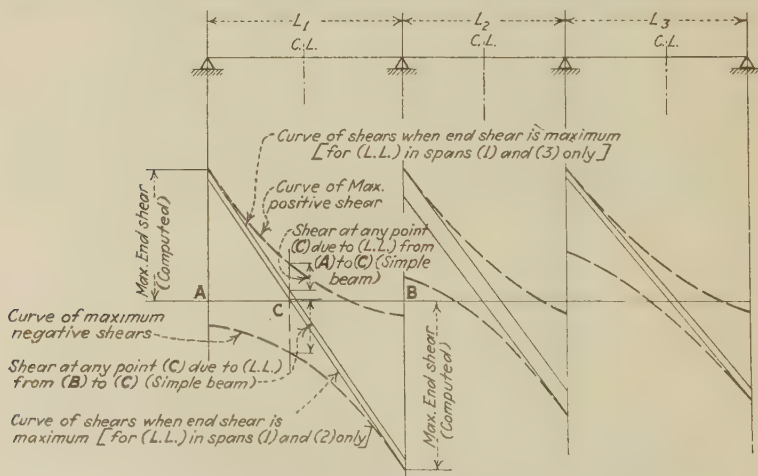 L1
L2
L3
C.L.
C.L.
C.L.
Curve of shears when end shear is maximum
[for (L.L.) in spans (1) and (3) only]
Curve of Max.
positive shear
Max. End shear
(Computed)
Shear at any point
(C) due to (L.L.) from
(A) to (C) (Simple
beam)
A
B
C
Curve of maximum
negative shears
Shear at any point (C) due to (L.L.)
from (B) to (C) (Simple beam)
Curve of shears when end shear is
maximum [for (L.L.) in spans (1) and (2) only]
Max. End shear
(Computed)